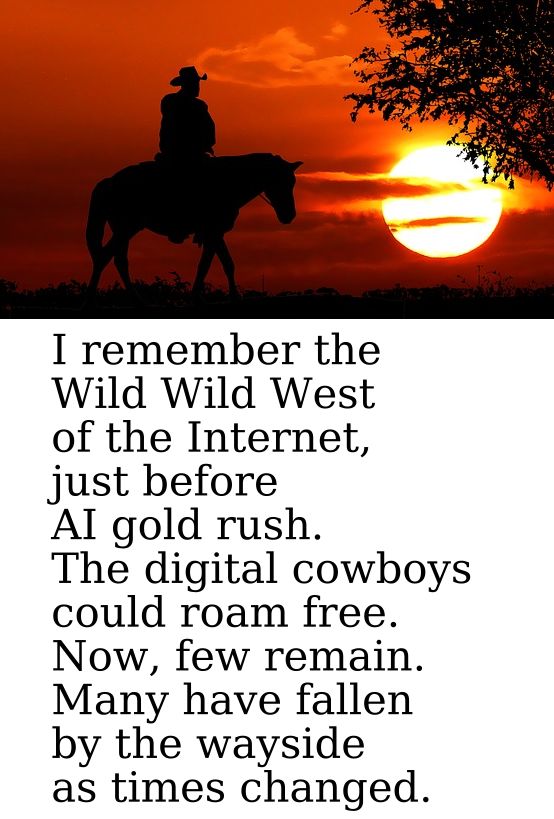 I remember the
Wild Wild West
of the Internet,
just before
AI gold rush.
The digital cowboys
could roam free.
Now, few remain.
Many have fallen
by the wayside
as times changed.